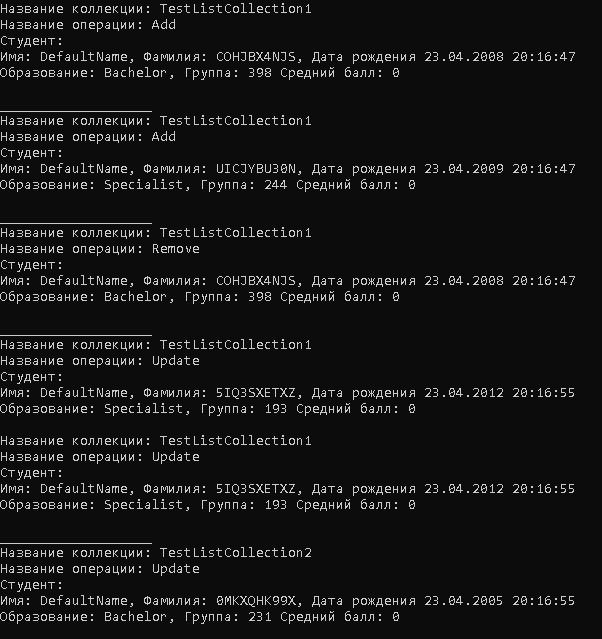 Название коллекции: TestListCollection1
Название операции: Add
Студент:
Имя: DefaultName, Фамилия: COHJBX4NJS, Дата рождения 23.04.2008 20:16:47
Образование: Bachelor, Группа: 398 Средний балл: 0
___________________
Название коллекции: TestListCollection1
Название операции: Add
Студент:
Имя: DefaultName, Фамилия: UICJYBU30N, Дата рождения 23.04.2009 20:16:47
Образование: Specialist, Группа: 244 Средний балл: 0
___________________
Название коллекции: TestListCollection1
Название операции: Remove
Студент:
Имя: DefaultName, Фамилия: COHJBX4NJS, Дата рождения 23.04.2008 20:16:47
Образование: Bachelor, Группа: 398 Средний балл: 0
___________________
Название коллекции: TestListCollection1
Название операции: Update
Студент:
Имя: DefaultName, Фамилия: 5IQ3SXETXZ, Дата рождения 23.04.2012 20:16:55
Образование: Specialist, Группа: 193 Средний балл: 0
Название коллекции: TestListCollection1
Название операции: Update
Студент:
Имя: DefaultName, Фамилия: 5IQ3SXETXZ, Дата рождения 23.04.2012 20:16:55
Образование: Specialist, Группа: 193 Средний балл: 0
___________________
Название коллекции: TestListCollection2
Название операции: Update
Студент:
Имя: DefaultName, Фамилия: 0MKXQHK99X, Дата рождения 23.04.2005 20:16:55
Образование: Bachelor, Группа: 231 Средний балл: 0